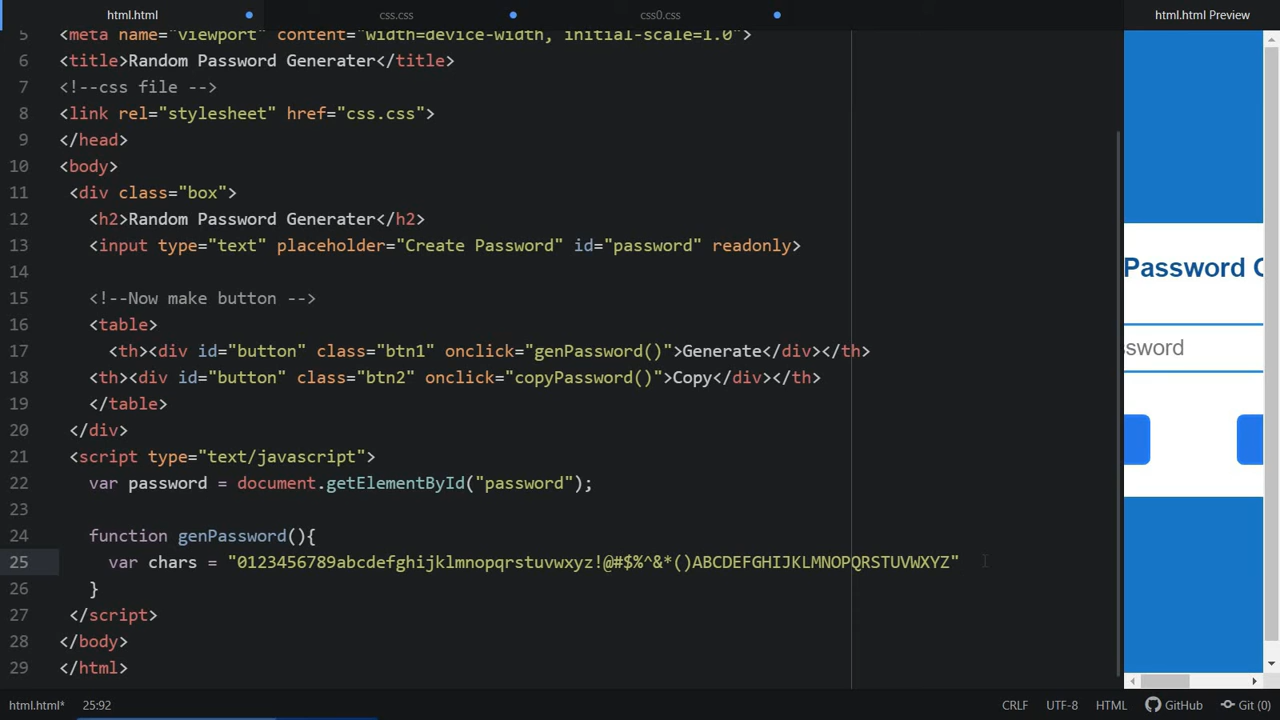 html.html
css.css
css0.css
html.html Preview
5 <meta name="viewport" content="width=device-width, initial-scale=1.0">
6 <title>Random Password Generater</title>
7 <!--css file -->
8 <link rel="stylesheet" href="css.css">
9 </head>
10 <body>
11 <div class="box">
12 <h2>Random Password Generater</h2>
13 <input type="text" placeholder="Create Password" id="password" readonly>
14
15 <!--Now make button -->
16 <table>
17 <th><div id="button" class="btn1" onclick="genPassword()">Generate</div></th>
18 <th><div id="button" class="btn2" onclick="copyPassword()">Copy</div></th>
19 </table>
20 </div>
21 <script type="text/javascript">
22 var password = document.getElementById("password");
23
24 function genPassword(){
25 var chars = "0123456789abcdefghijklmnopqrstuvwxyz!@#$%^&*()ABCDEFGHIJKLMNOPQRSTUVWXYZ"
26 }
27 </script>
28 </body>
29 </html>
Password G
ssword
html.html* 25:92
CRLF UTF-8 HTML GitHub Git (0)